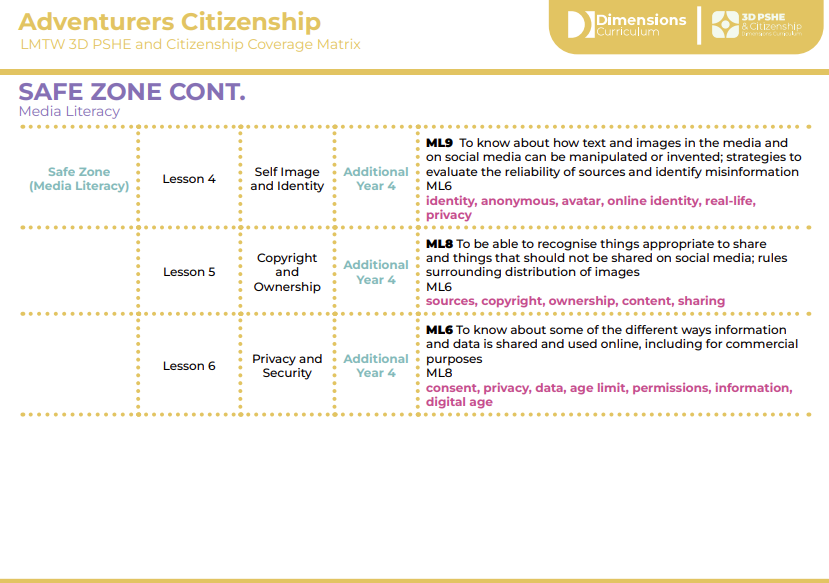 Adventurers Citizenship
LMTW 3D PSHE and Citizenship Coverage Matrix
Dimensions
Curriculum
3D PSHE
& Citizenship
SAFE ZONE CONT.
Media Literacy
Safe Zone
(Media Literacy)
Lesson 4
Self Image
and Identity
Additional
Year 4
ML9 To know about how text and images in the media and
on social media can be manipulated or invented; strategies to
evaluate the reliability of sources and identify misinformation
ML6
identity, anonymous, avatar, online identity, real-life,
privacy
Lesson 5
Copyright
and
Ownership
Additional
Year 4
ML8 To be able to recognise things appropriate to share
and things that should not be shared on social media; rules
surrounding distribution of images
ML6
sources, copyright, ownership, content, sharing
Lesson 6
Privacy and
Security
Additional
Year 4
ML6 To know about some of the different ways information
and data is shared and used online, including for commercial
purposes
ML8
consent, privacy, data, age limit, permissions, information,
digital age